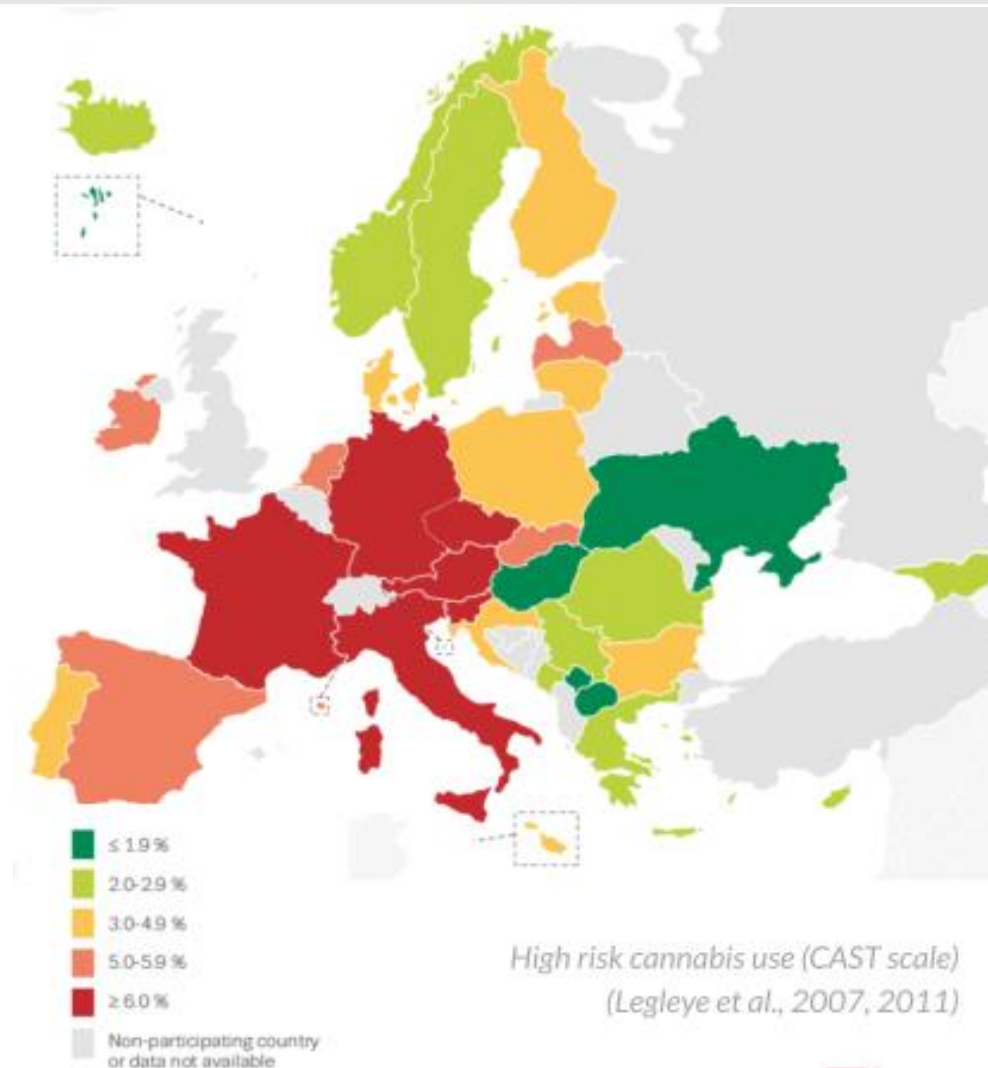 ≤ 1.9 %
2.0-2.9 %
3.0-4.9 %
5.0-5.9 %
≥ 6.0 %
Non-participating country
or data not available
High risk cannabis use (CAST scale)
(Legleye et al., 2007, 2011)